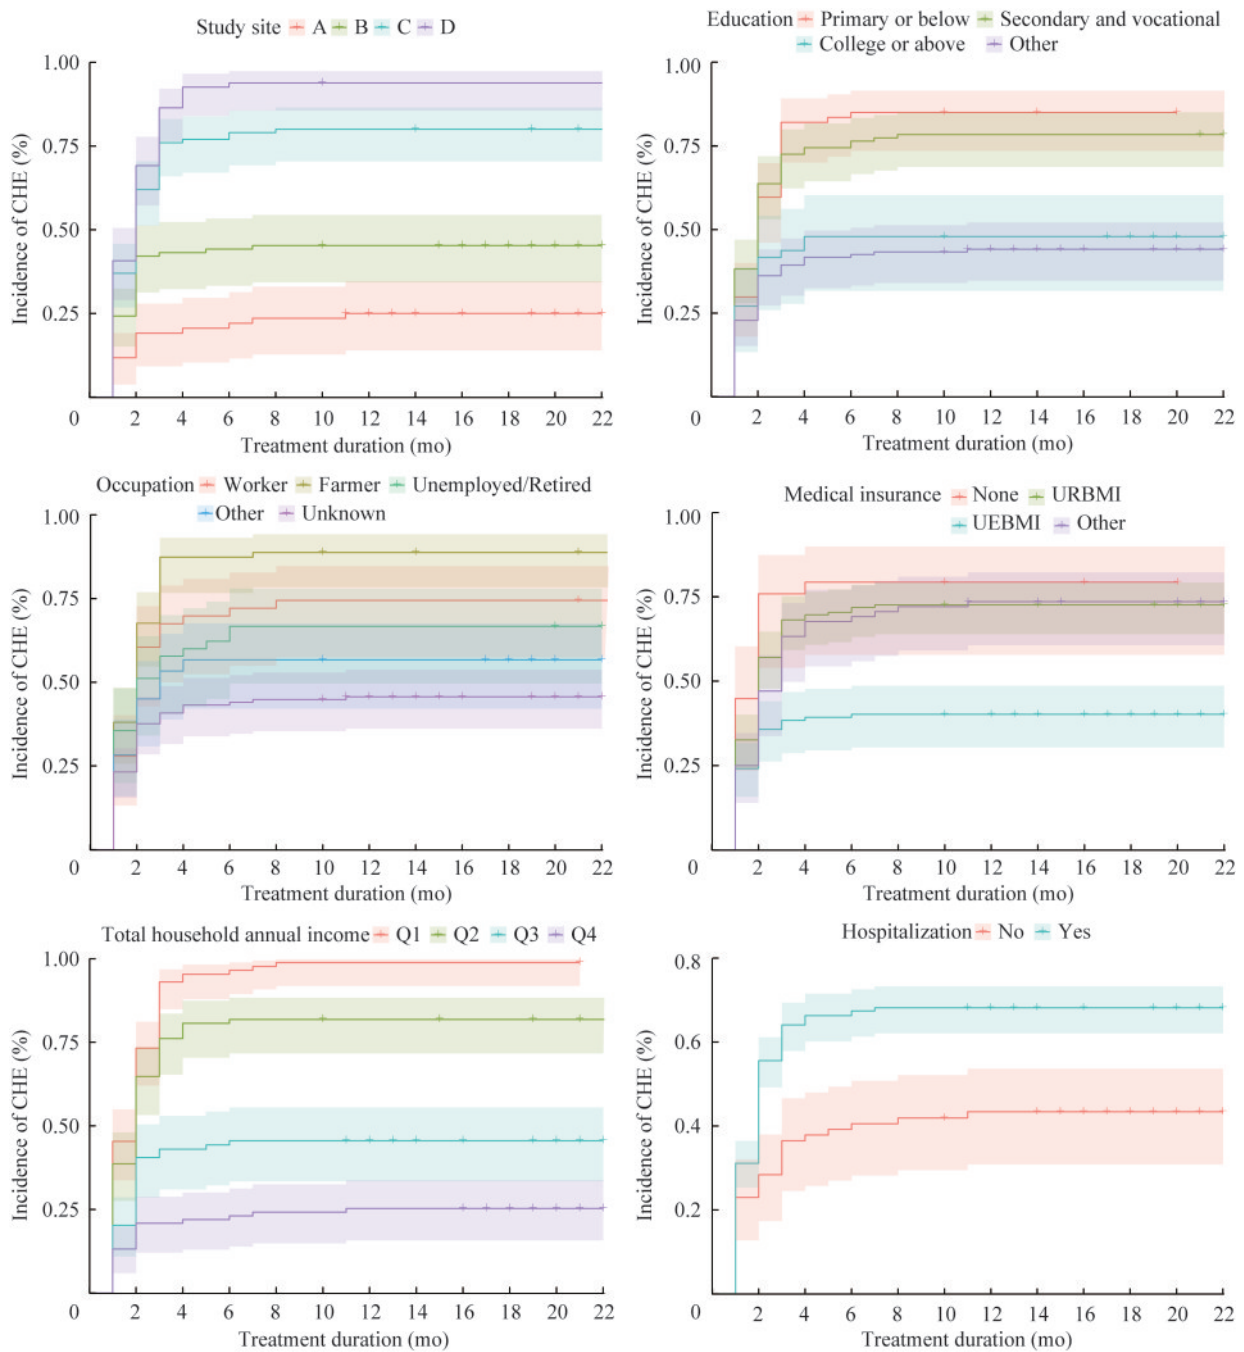 Study site A B C D
1.00
0.75
0.50
0.25
0
2 4 6 8 10 12 14 16 18 20 22
Incidence of CHE (%)
Treatment duration (mo)
Education Primary or below Secondary and vocational
College or above Other
1.00
0.75
0.50
0.25
0
2 4 6 8 10 12 14 16 18 20 22
Incidence of CHE (%)
Treatment duration (mo)
Occupation Worker Farmer Unemployed/Retired
Other Unknown
1.00
0.75
0.50
0.25
0
2 4 6 8 10 12 14 16 18 20 22
Incidence of CHE (%)
Treatment duration (mo)
Medical insurance None URBMI
UEBMI Other
1.00
0.75
0.50
0.25
0
2 4 6 8 10 12 14 16 18 20 22
Incidence of CHE (%)
Treatment duration (mo)
Total household annual income Q1 Q2 Q3 Q4
1.00
0.75
0.50
0.25
0
2 4 6 8 10 12 14 16 18 20 22
Incidence of CHE (%)
Treatment duration (mo)
Hospitalization No Yes
0.8
0.6
0.4
0.2
0
2 4 6 8 10 12 14 16 18 20 22
Incidence of CHE (%)
Treatment duration (mo)